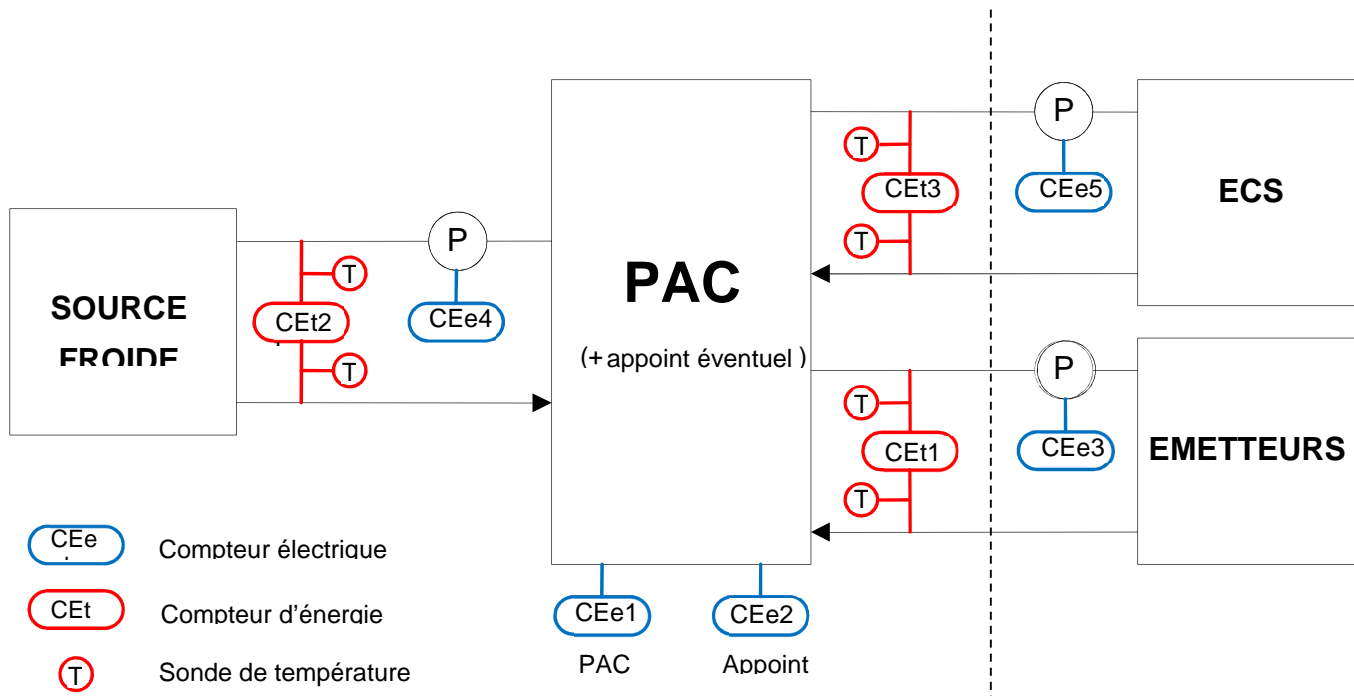 P
P
T
CEt3
CEe5
ECS
T
P
T
SOURCE
FROIDE
CEt2
CEe4
T
PAC
(+ appoint éventuel )
P
T
CEt1
CEe3
EMETTEURS
T
CEe
Compteur électrique
CEt
Compteur d'énergie
T
Sonde de température
CEe1
CEe2
PAC
Appoint